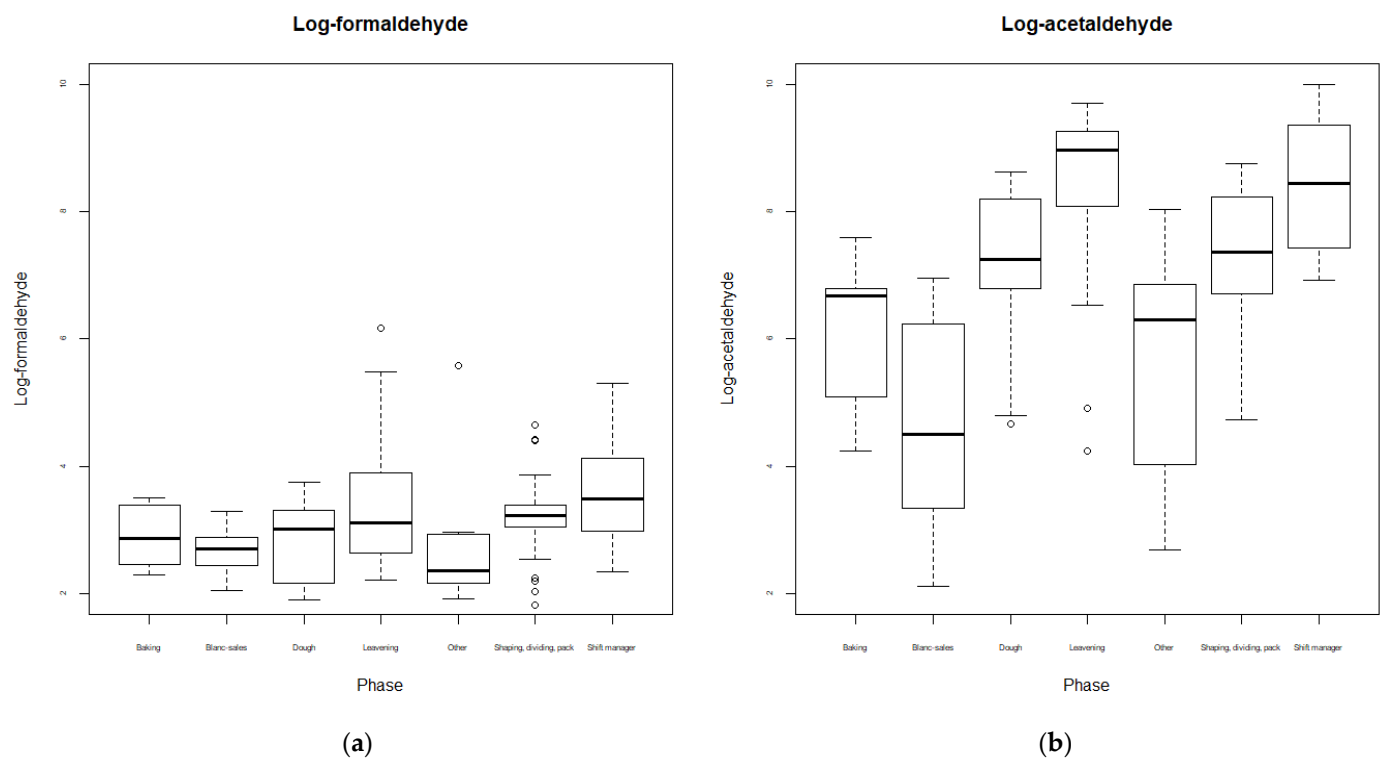 Log-formaldehyde
Log-formaldehyde
10
8
6
4
2
Baking Blanc-sales Dough Leavening Other Shaping, dividing, pack Shift manager
Phase
(a)
Log-acetaldehyde
Log-acetaldehyde
10
8
6
4
2
Baking Blanc-sales Dough Leavening Other Shaping, dividing, pack Shift manager
Phase
(b)